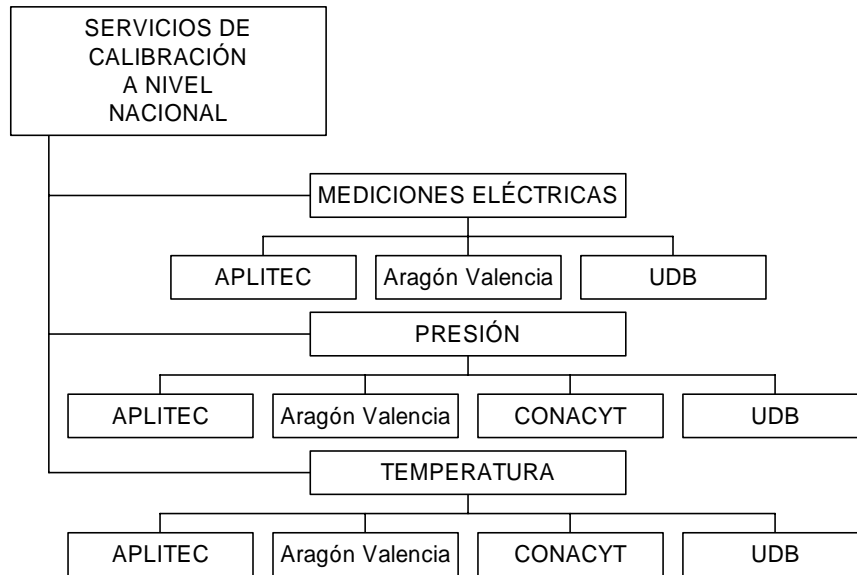 SERVICIOS DE
CALIBRACIÓN
A NIVEL
NACIONAL
MEDICIONES ELÉCTRICAS
APLITEC
Aragón Valencia
UDB
PRESIÓN
APLITEC
Aragón Valencia
CONACYT
UDB
TEMPERATURA
APLITEC
Aragón Valencia
CONACYT
UDB